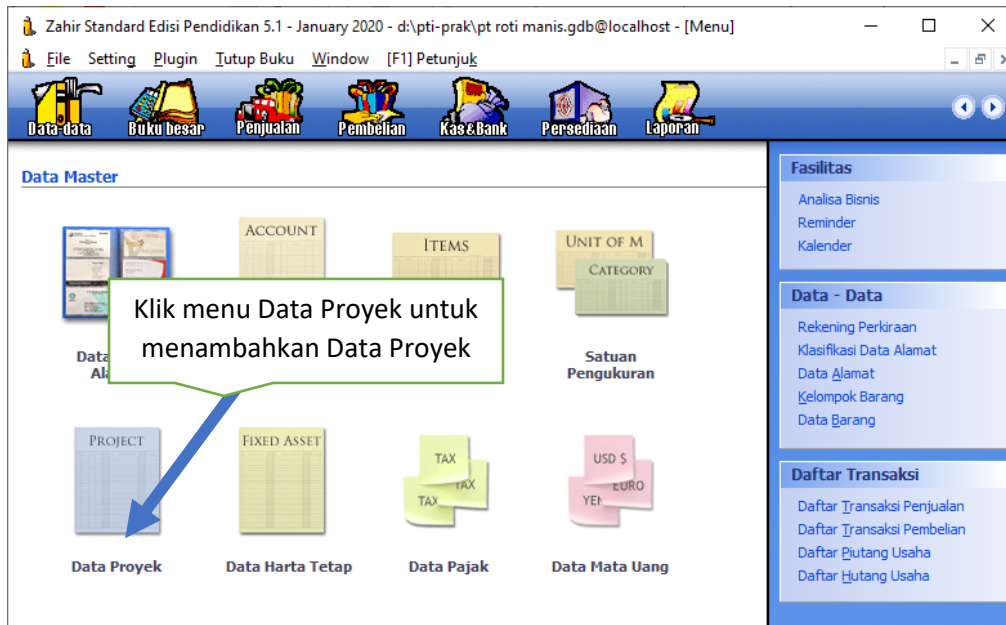 Zahir Standard Edisi Pendidikan 5.1 - January 2020 - d:\pti-prak\pt roti manis.gdb@localhost - [Menu]
File Setting Plugin Tutup Buku Window [F1] Petunjuk
Data-data Buku besar Penjualan Pembelian Kas&Bank Persediaan Laporan
Data Master
ACCOUNT
ITEMS
UNIT OF M
CATEGORY
Klik menu Data Proyek untuk
menambahkan Data Proyek
Data
Al
Satuan
Pengukuran
PROJECT
FIXED ASSET
TAX
TAX
TAX
USD $
EURO
YEN
Data Proyek
Data Harta Tetap
Data Pajak
Data Mata Uang
Fasilitas
Analisa Bisnis
Reminder
Kalender
Data - Data
Rekening Perkiraan
Klasifikasi Data Alamat
Data Alamat
Kelompok Barang
Data Barang
Daftar Transaksi
Daftar Transaksi Penjualan
Daftar Transaksi Pembelian
Daftar Piutang Usaha
Daftar Hutang Usaha